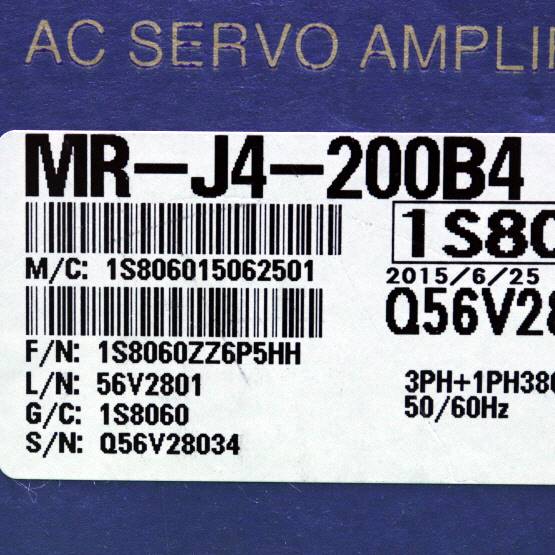 AC SERVO AMPLI
MR-J4-200B4
1S80
M/C: 1S806015062501
2015/6/25
Q56V28
F/N: 1S8060ZZ6P5HH
L/N: 56V2801
3PH+1PH380
G/C: 1S8060
50/60Hz
S/N: Q56V28034